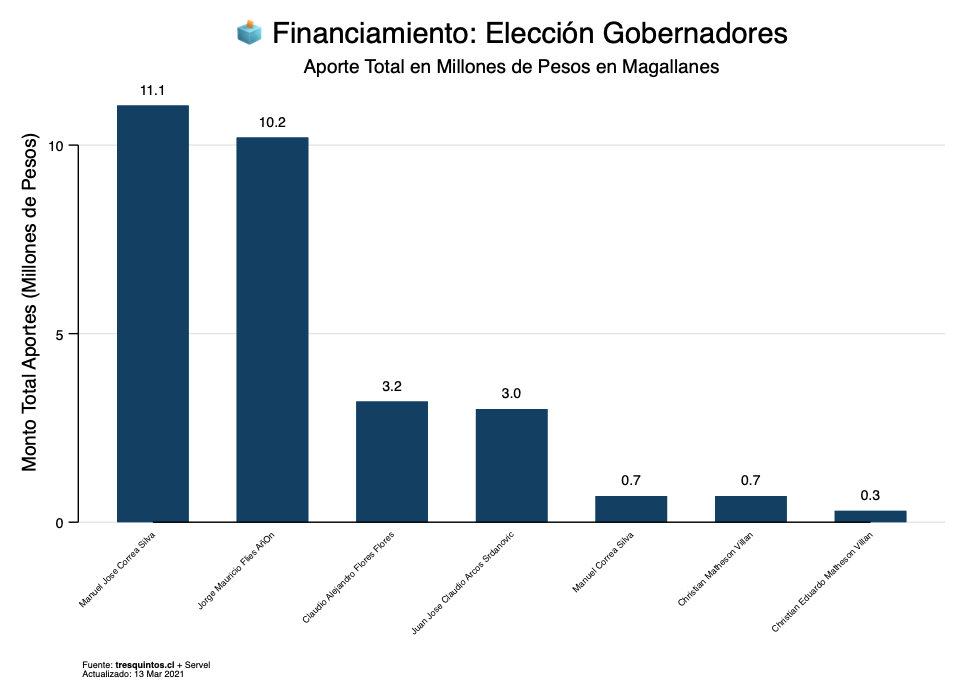 Financiamiento: Elección Gobernadores
Aporte Total en Millones de Pesos en Magallanes
Monto Total Aportes (Millones de Pesos)
10
5
0
11.1
10.2
3.2
3.0
0.7
0.7
0.3
Manuel Jose Correa Silva
Jorge Mauricio Flies AñOn
Claudio Alejandro Flores Flores
Juan Jose Claudio Arcos Srdanovic
Manuel Correa Silva
Christian Matheson Villan
Christian Eduardo Matheson Villan
Fuente: tresquintos.cl + Servel
Actualizado: 13 Mar 2021